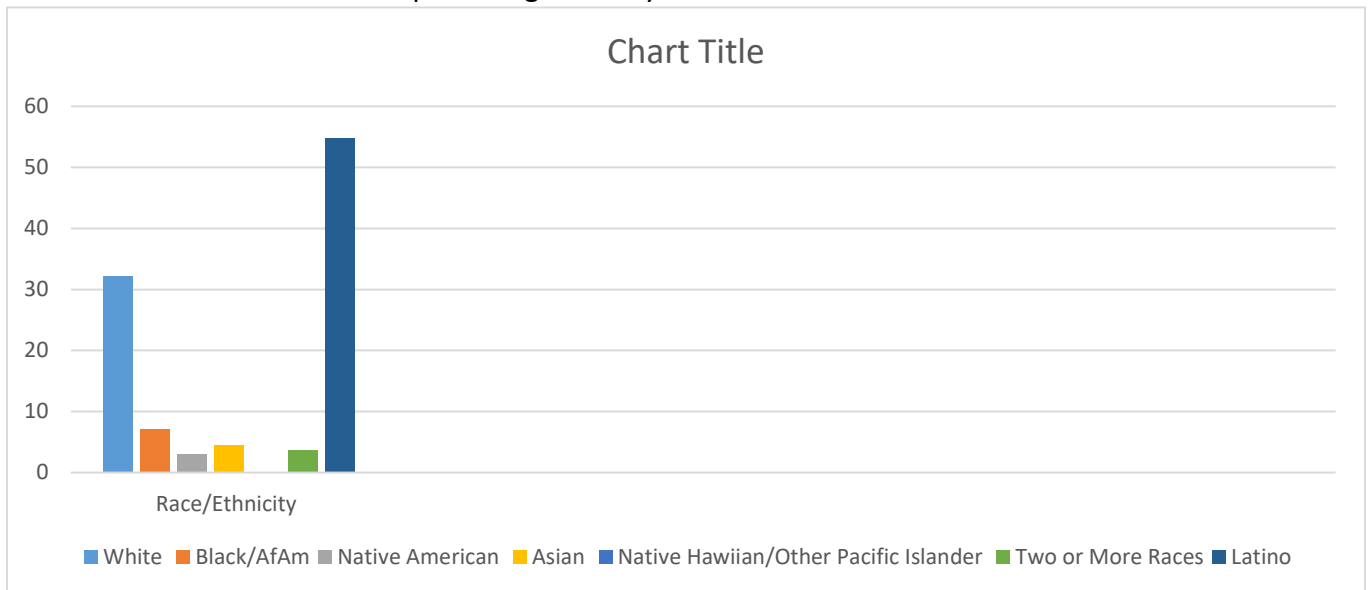 Chart Title
60
50
40
30
20
10
0
Race/Ethnicity
White Black/AfAm Native American Asian Native Hawiian/Other Pacific Islander Two or More Races Latino